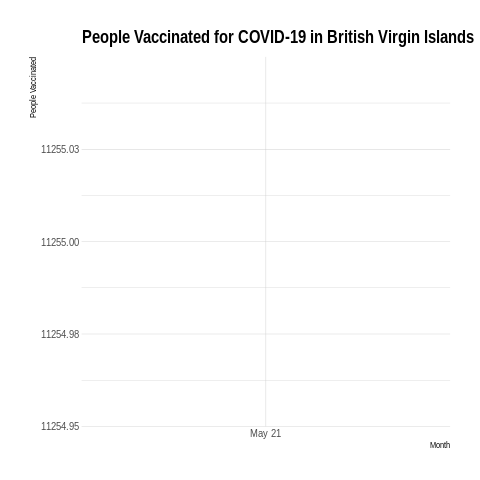 People Vaccinated for COVID-19 in British Virgin Islands
People Vaccinated
11255.03
11255.00
11254.98
11254.95
May 21
Month